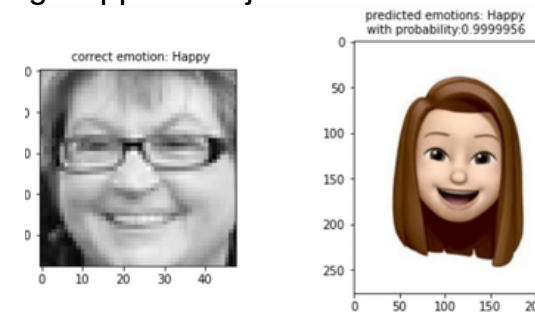 correct emotion: Happy
0 10 20 30 40
predicted emotions: Happy
with probability:0.9999956
0
50
100
150
200
250
0 50 100 150